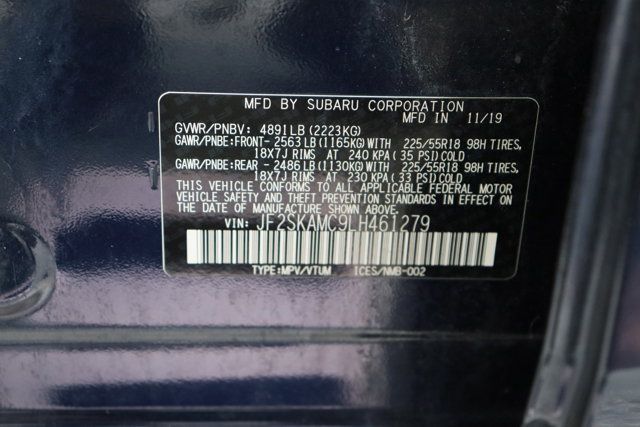 MFD BY SUBARU CORPORATION
MFD IN 11/19
GVWR/PNBV: 4891LB (2223KG)
GAWR/PNBE:FRONT- 2563LB (1165KG)WITH 225/55R18 98H TIRES,
18X7J RIMS AT 240 KPA ( 35 PSI)COLD
GAWR/PNBE:REAR - 2486LB (1130KG)WITH 225/55R18 98H TIRES,
18X7J RIMS AT 230 KPA ( 33 PSI)COLD
THIS VEHICLE CONFORMS TO ALL APPLICABLE FEDERAL MOTOR
VEHICLE SAFETY AND THEFT PREVENTION STANDARDS IN EFFECT
ON THE DATE OF MANUFACTURE SHOWN ABOVE.
VIN: JF2SKAMC9LH461279
TYPE:MPV/VTUM ICES/NMB-002